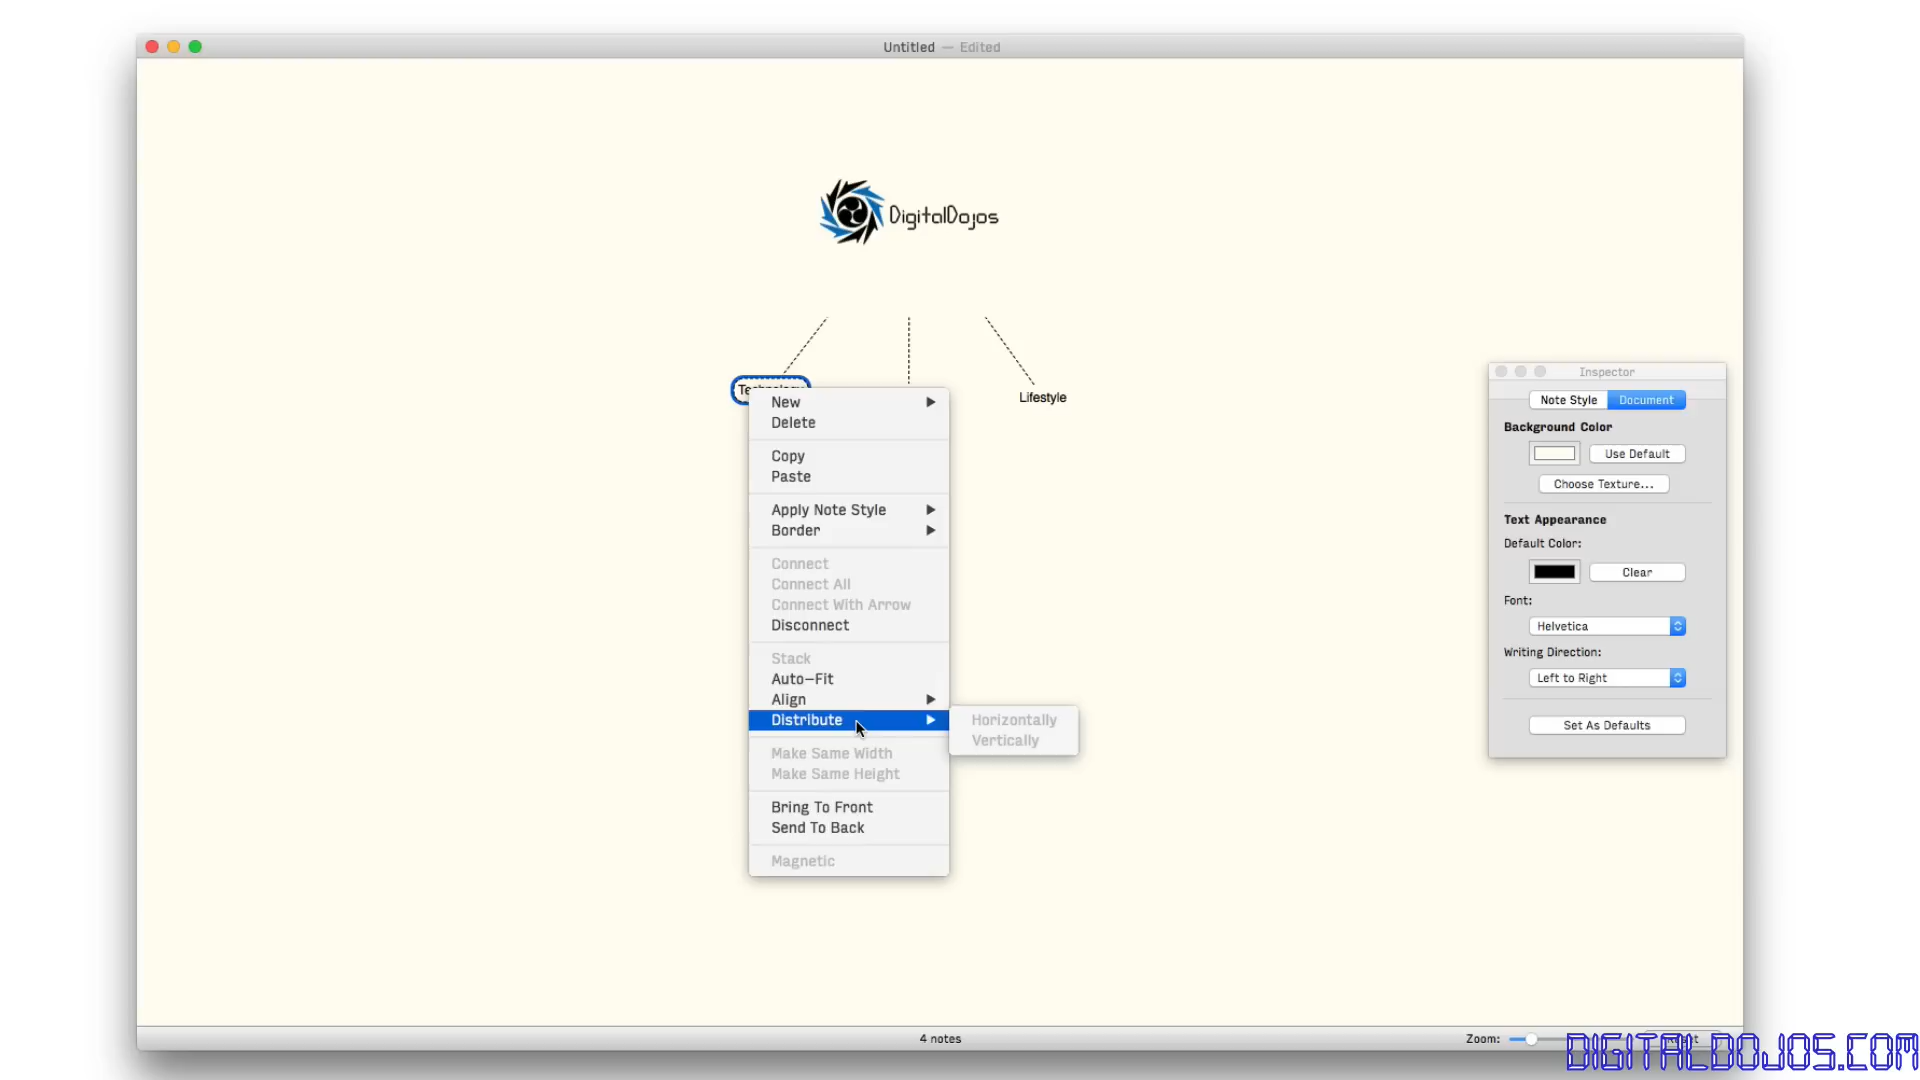 Untitled — Edited
DigitalDojos
Technology
Lifestyle
New
Delete
Copy
Paste
Apply Note Style
Border
Connect
Connect All
Connect With Arrow
Disconnect
Stack
Auto-Fit
Align
Distribute
Horizontally
Vertically
Make Same Width
Make Same Height
Bring To Front
Send To Back
Magnetic
Inspector
Note Style Document
Background Color
Use Default
Choose Texture...
Text Appearance
Default Color:
Clear
Font:
Helvetica
Writing Direction:
Left to Right
Set As Defaults
4 notes
Zoom:
DIGITALDOJOS.COM